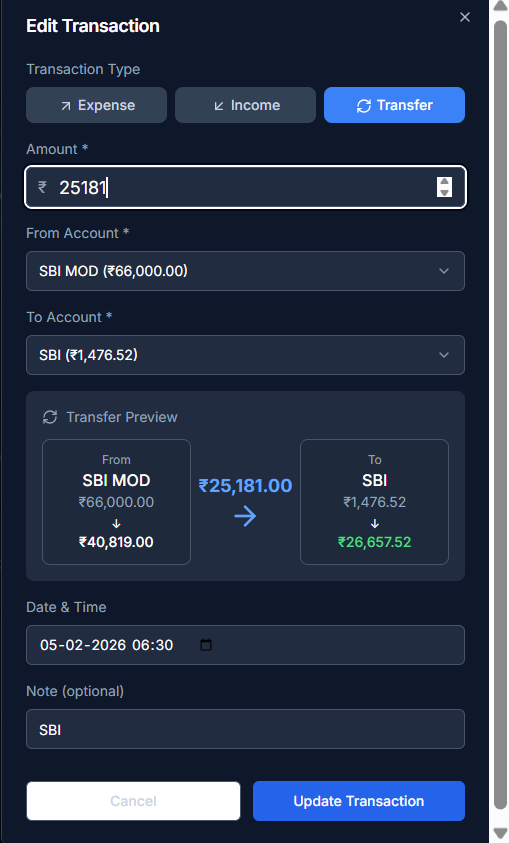 Edit Transaction
Transaction Type
Expense Income Transfer
Amount *
₹ 25181
From Account *
SBI MOD (₹66,000.00)
To Account *
SBI (₹1,476.52)
Transfer Preview
From
SBI MOD
₹66,000.00
↓
₹40,819.00
₹25,181.00
→
To
SBI
₹1,476.52
↓
₹26,657.52
Date & Time
05-02-2026 06:30
Note (optional)
SBI
Cancel Update Transaction